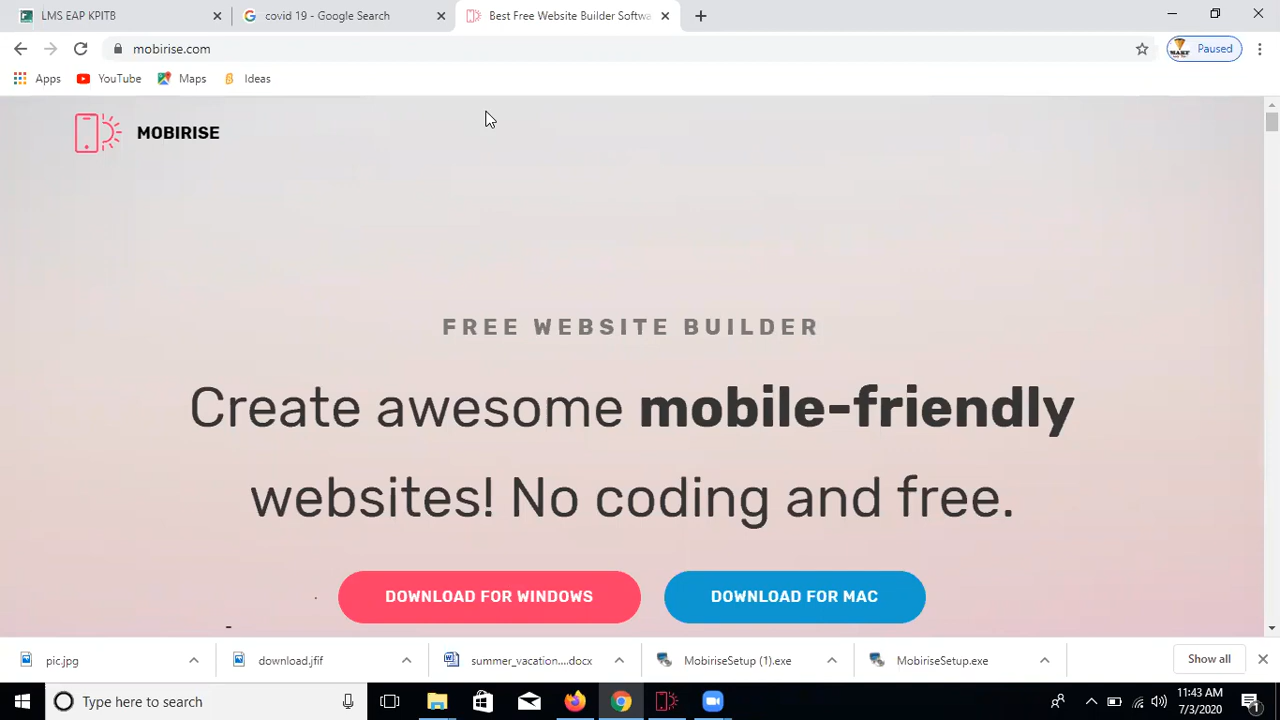 LMS EAP KPITB
covid 19 - Google Search
Best Free Website Builder Softwa
mobirise.com
Paused
Apps
YouTube
Maps
Ideas
MOBIRISE
FREE WEBSITE BUILDER
Create awesome mobile-friendly
websites! No coding and free.
DOWNLOAD FOR WINDOWS
DOWNLOAD FOR MAC
pic.jpg
download.jfif
summer_vacation....docx
MobiriseSetup (1).exe
MobiriseSetup.exe
Show all
Type here to search
11:43 AM
7/3/2020
1